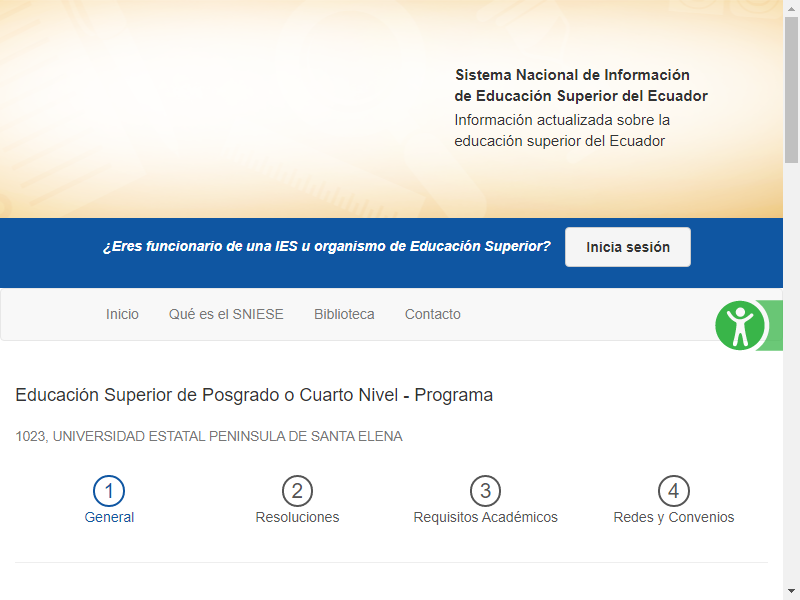 Sistema Nacional de Información
de Educación Superior del Ecuador
Información actualizada sobre la
educación superior del Ecuador
¿Eres funcionario de una IES u organismo de Educación Superior?
Inicia sesión
Inicio
Qué es el SNIESE
Biblioteca
Contacto
Educación Superior de Posgrado o Cuarto Nivel - Programa
1023, UNIVERSIDAD ESTATAL PENINSULA DE SANTA ELENA
1
General
2
Resoluciones
3
Requisitos Académicos
4
Redes y Convenios